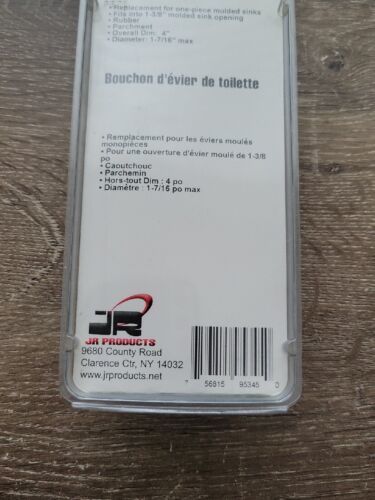 • Replacement for one-piece molded sinks
• Fits into 1-3/8" molded sink opening
• Rubber
• Parchment
• Overall Dim: 4"
• Diameter: 1-7/16" max
Bouchon d'évier de toilette
• Remplacement pour les éviers moulés
monopièces
• Pour une ouverture d'évier moulé de 1-3/8
po
• Caoutchouc
• Parchemin
• Hors-tout Dim : 4 po
• Diamètre : 1-7/16 po max
JR
JR PRODUCTS
9680 County Road
Clarence Ctr, NY 14032
www.jrproducts.net
7 56815 95345 0